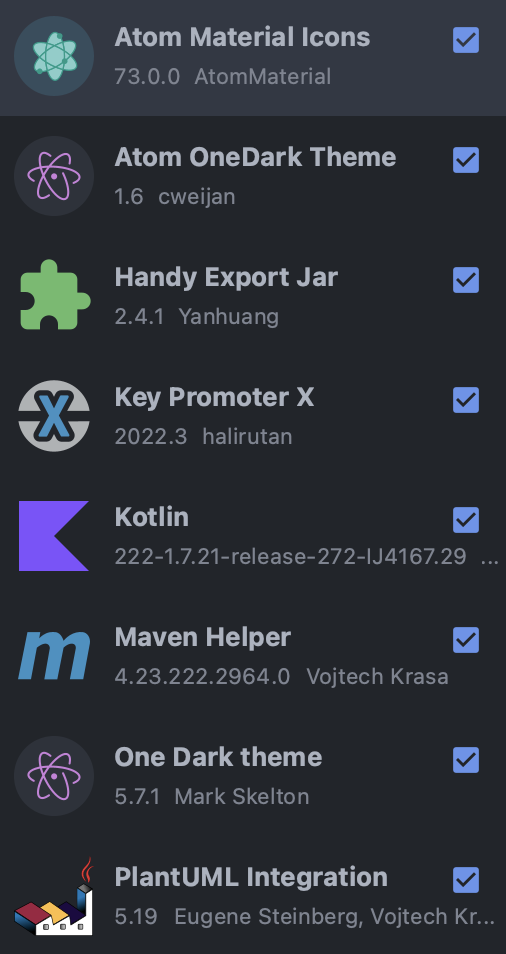 Atom Material Icons
73.0.0 AtomMaterial
Atom OneDark Theme
1.6 cweijan
Handy Export Jar
2.4.1 Yanhuang
Key Promoter X
2022.3 halirutan
Kotlin
222-1.7.21-release-272-IJ4167.29 ...
Maven Helper
4.23.222.2964.0 Vojtech Krasa
One Dark theme
5.7.1 Mark Skelton
PlantUML Integration
5.19 Eugene Steinberg, Vojtech Kr...